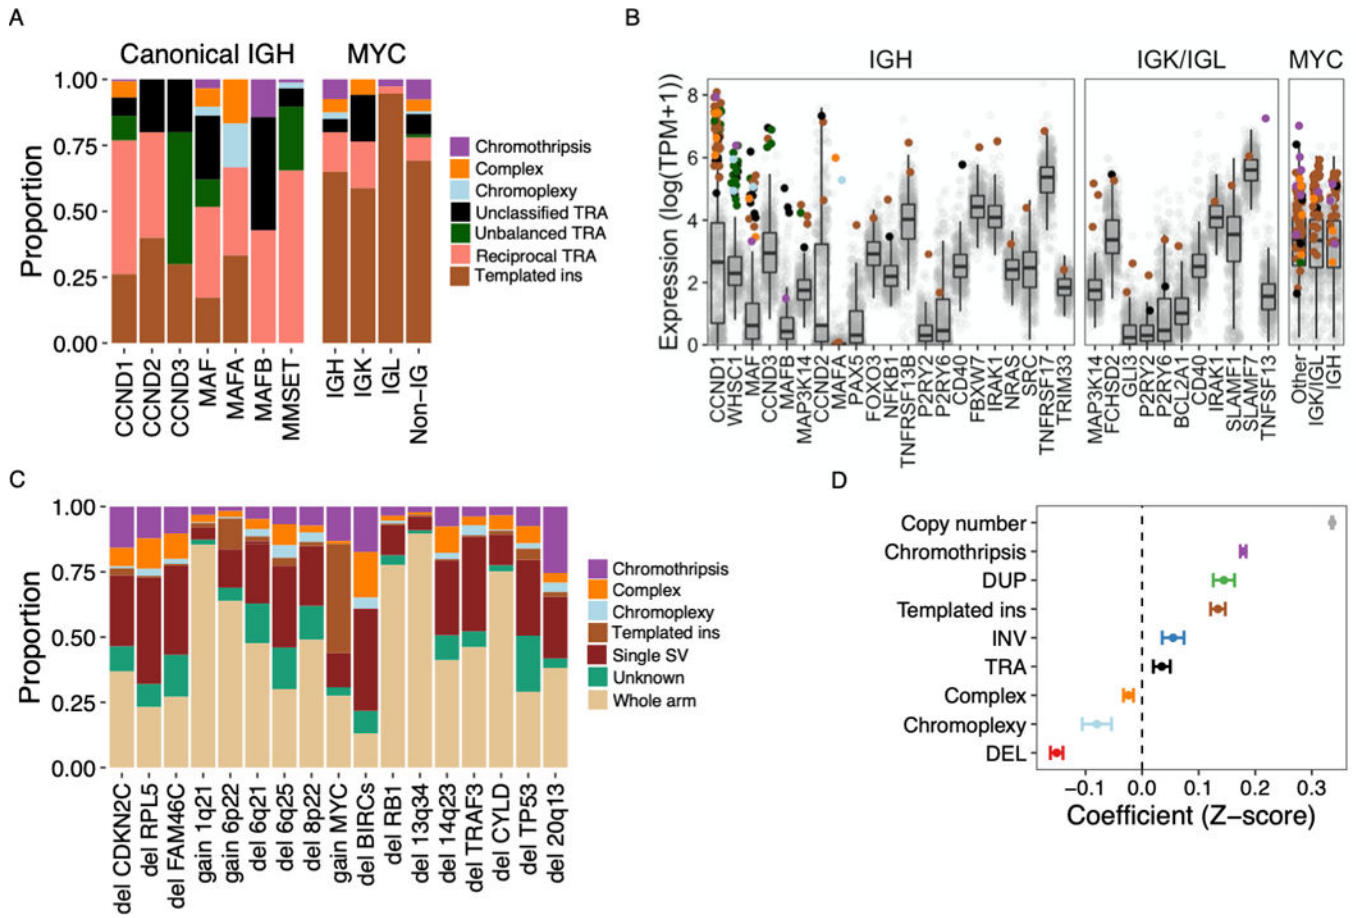 A
Canonical IGH
MYC
Proportion
1.00
0.75
0.50
0.25
0.00
CCND1
CCND2
CCND3
MAF
MAFA
MAFB
MMSET
IGH
IGK
IGL
Non-IG
Chromothripsis
Complex
Chromoplexy
Unclassified TRA
Unbalanced TRA
Reciprocal TRA
Templated ins
B
IGH
IGK/IGL
MYC
Expression (log(TPM+1))
8
6
4
2
0
CCND1
WHSC1
MAF
CCND3
MAFB
MAP3K14
CCND2
MAFA
PAX5
FOXO3
NFKB1
TNFRSF13B
P2RY2
P2RY6
CD40
FBXW7
IRAK1
NRAS
SRC
TNFRSF17
TRIM33
MAP3K14
FCHSD2
GLI3
P2RY2
P2RY6
BCL2A1
CD40
IRAK1
SLAMF1
SLAMF7
TNFSF13
Other
IGK/IGL
IGH
C
Proportion
1.00
0.75
0.50
0.25
0.00
del CDKN2C
del RPL5
del FAM46C
gain 1q21
gain 6p22
del 6q21
del 6q25
del 8p22
gain MYC
del BIRCs
del RB1
del 13q34
del 14q23
del TRAF3
del CYLD
del TP53
del 20q13
Chromothripsis
Complex
Chromoplexy
Templated ins
Single SV
Unknown
Whole arm
D
Copy number
Chromothripsis
DUP
Templated ins
INV
TRA
Complex
Chromoplexy
DEL
−0.1
0.0
0.1
0.2
0.3
Coefficient (Z−score)